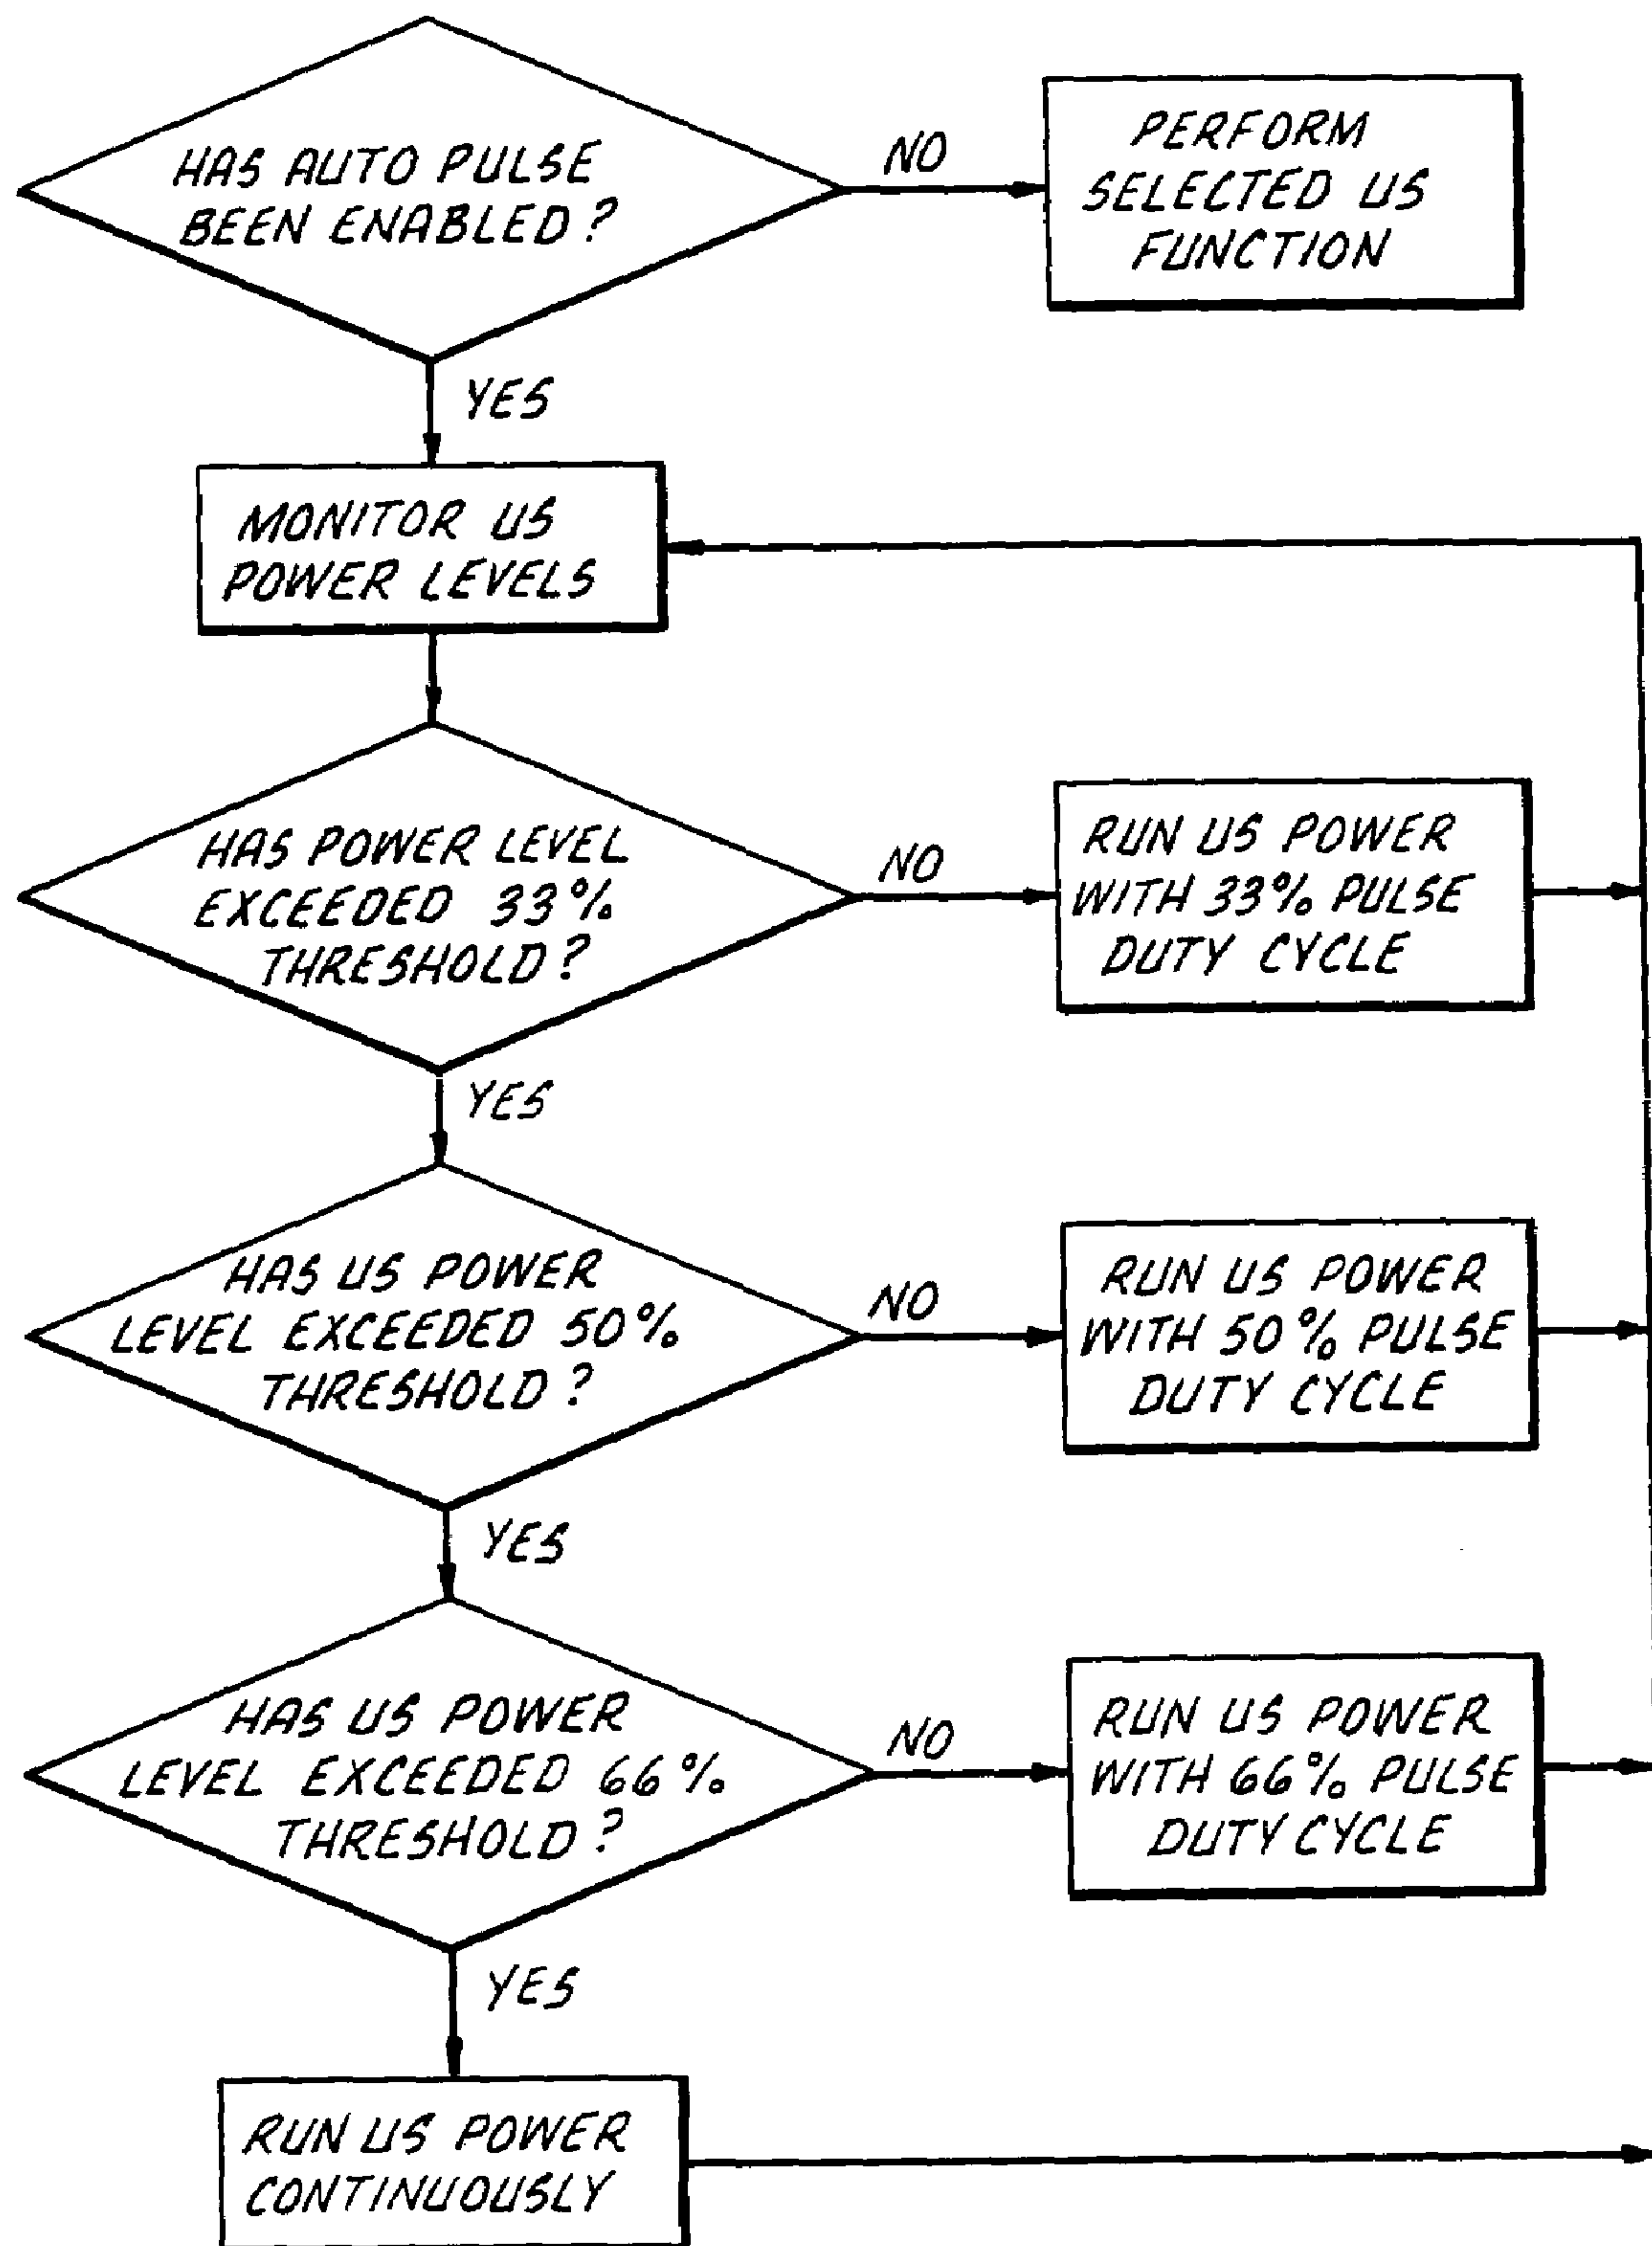 HAS AUTO PULSE
BEEN ENABLED?
NO
PERFORM
SELECTED US
FUNCTION
YES
MONITOR US
POWER LEVELS
HAS POWER LEVEL
EXCEEDED 33%
THRESHOLD?
NO
RUN US POWER
WITH 33% PULSE
DUTY CYCLE
YES
HAS US POWER
LEVEL EXCEEDED 50%
THRESHOLD?
NO
RUN US POWER
WITH 50% PULSE
DUTY CYCLE
YES
HAS US POWER
LEVEL EXCEEDED 66%
THRESHOLD?
NO
RUN US POWER
WITH 66% PULSE
DUTY CYCLE
YES
RUN US POWER
CONTINUOUSLY